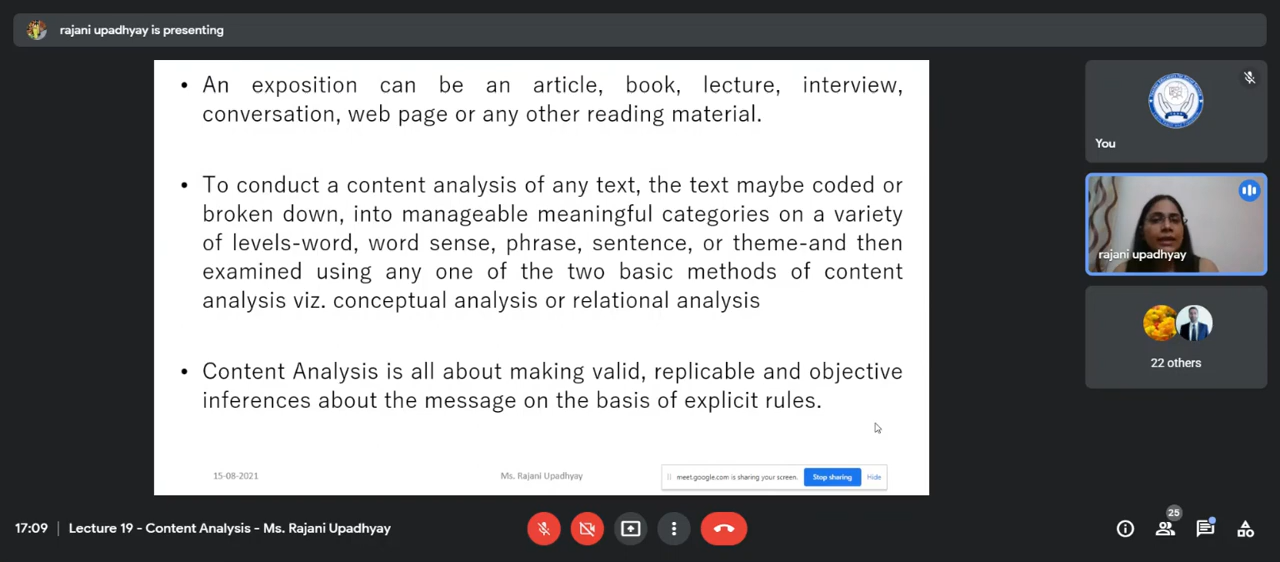 rajani upadhyay is presenting
• An exposition can be an article, book, lecture, interview,
conversation, web page or any other reading material.
• To conduct a content analysis of any text, the text maybe coded or
broken down, into manageable meaningful categories on a variety
of levels-word, word sense, phrase, sentence, or theme-and then
examined using any one of the two basic methods of content
analysis viz. conceptual analysis or relational analysis
• Content Analysis is all about making valid, replicable and objective
inferences about the message on the basis of explicit rules.
15-08-2021
Ms. Rajani Upadhyay
meet.google.com is sharing your screen.
Stop sharing
Hide
You
rajani upadhyay
22 others
17:09 | Lecture 19 - Content Analysis - Ms. Rajani Upadhyay
25